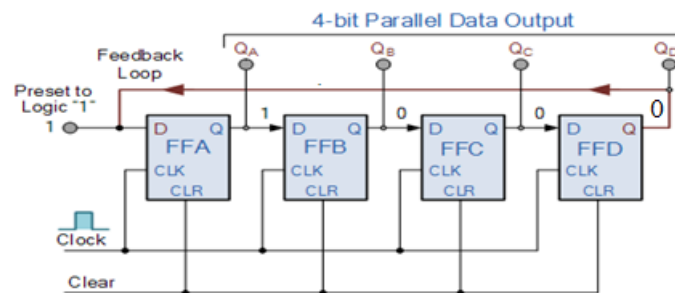 4-bit Parallel Data Output
Feedback
Loop
QA QB QC QD
Preset to
Logic "1"
1
1 0 0 0
D Q D Q D Q D Q
FFA FFB FFC FFD
CLK CLK CLK CLK
CLR CLR CLR CLR
Clock
Clear